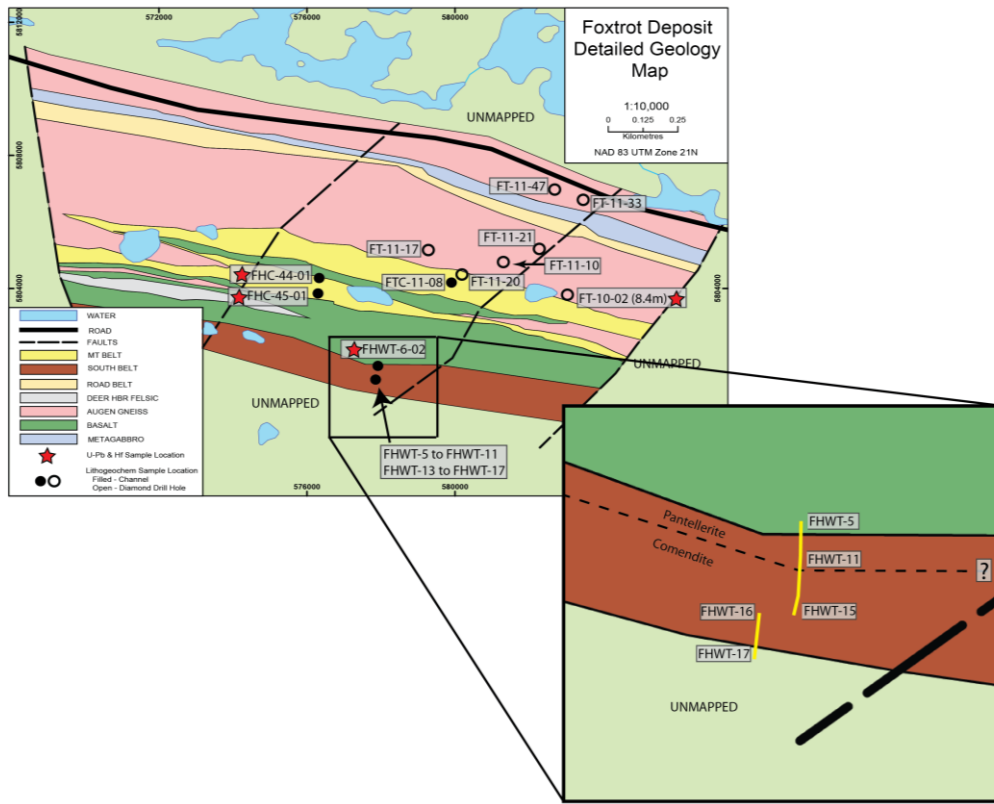 572000
576000
580000
5812000
5808000
5804000
5804000
Foxtrot Deposit
Detailed Geology
Map
1:10,000
0
0.125
0.25
Kilometres
NAD 83 UTM Zone 21N
UNMAPPED
FT-11-47
FT-11-33
FT-11-21
FT-11-17
FT-11-10
FHC-44-01
FTC-11-08
FT-11-20
FHC-45-01
FT-10-02 (8.4m)
FHWT-6-02
UNMAPPED
UNMAPPED
FHWT-5 to FHWT-11
FHWT-13 to FHWT-17
576000
580000
WATER
ROAD
FAULTS
MT BELT
SOUTH BELT
ROAD BELT
DEER HBR FELSIC
AUGEN GNEISS
BASALT
METAGABBRO
U-Pb & Hf Sample Location
Lithogeochem Sample Location
Filled - Channel
Open - Diamond Drill Hole
FHWT-5
Pantellerite
Comendite
FHWT-11
?
FHWT-16
FHWT-15
FHWT-17
UNMAPPED